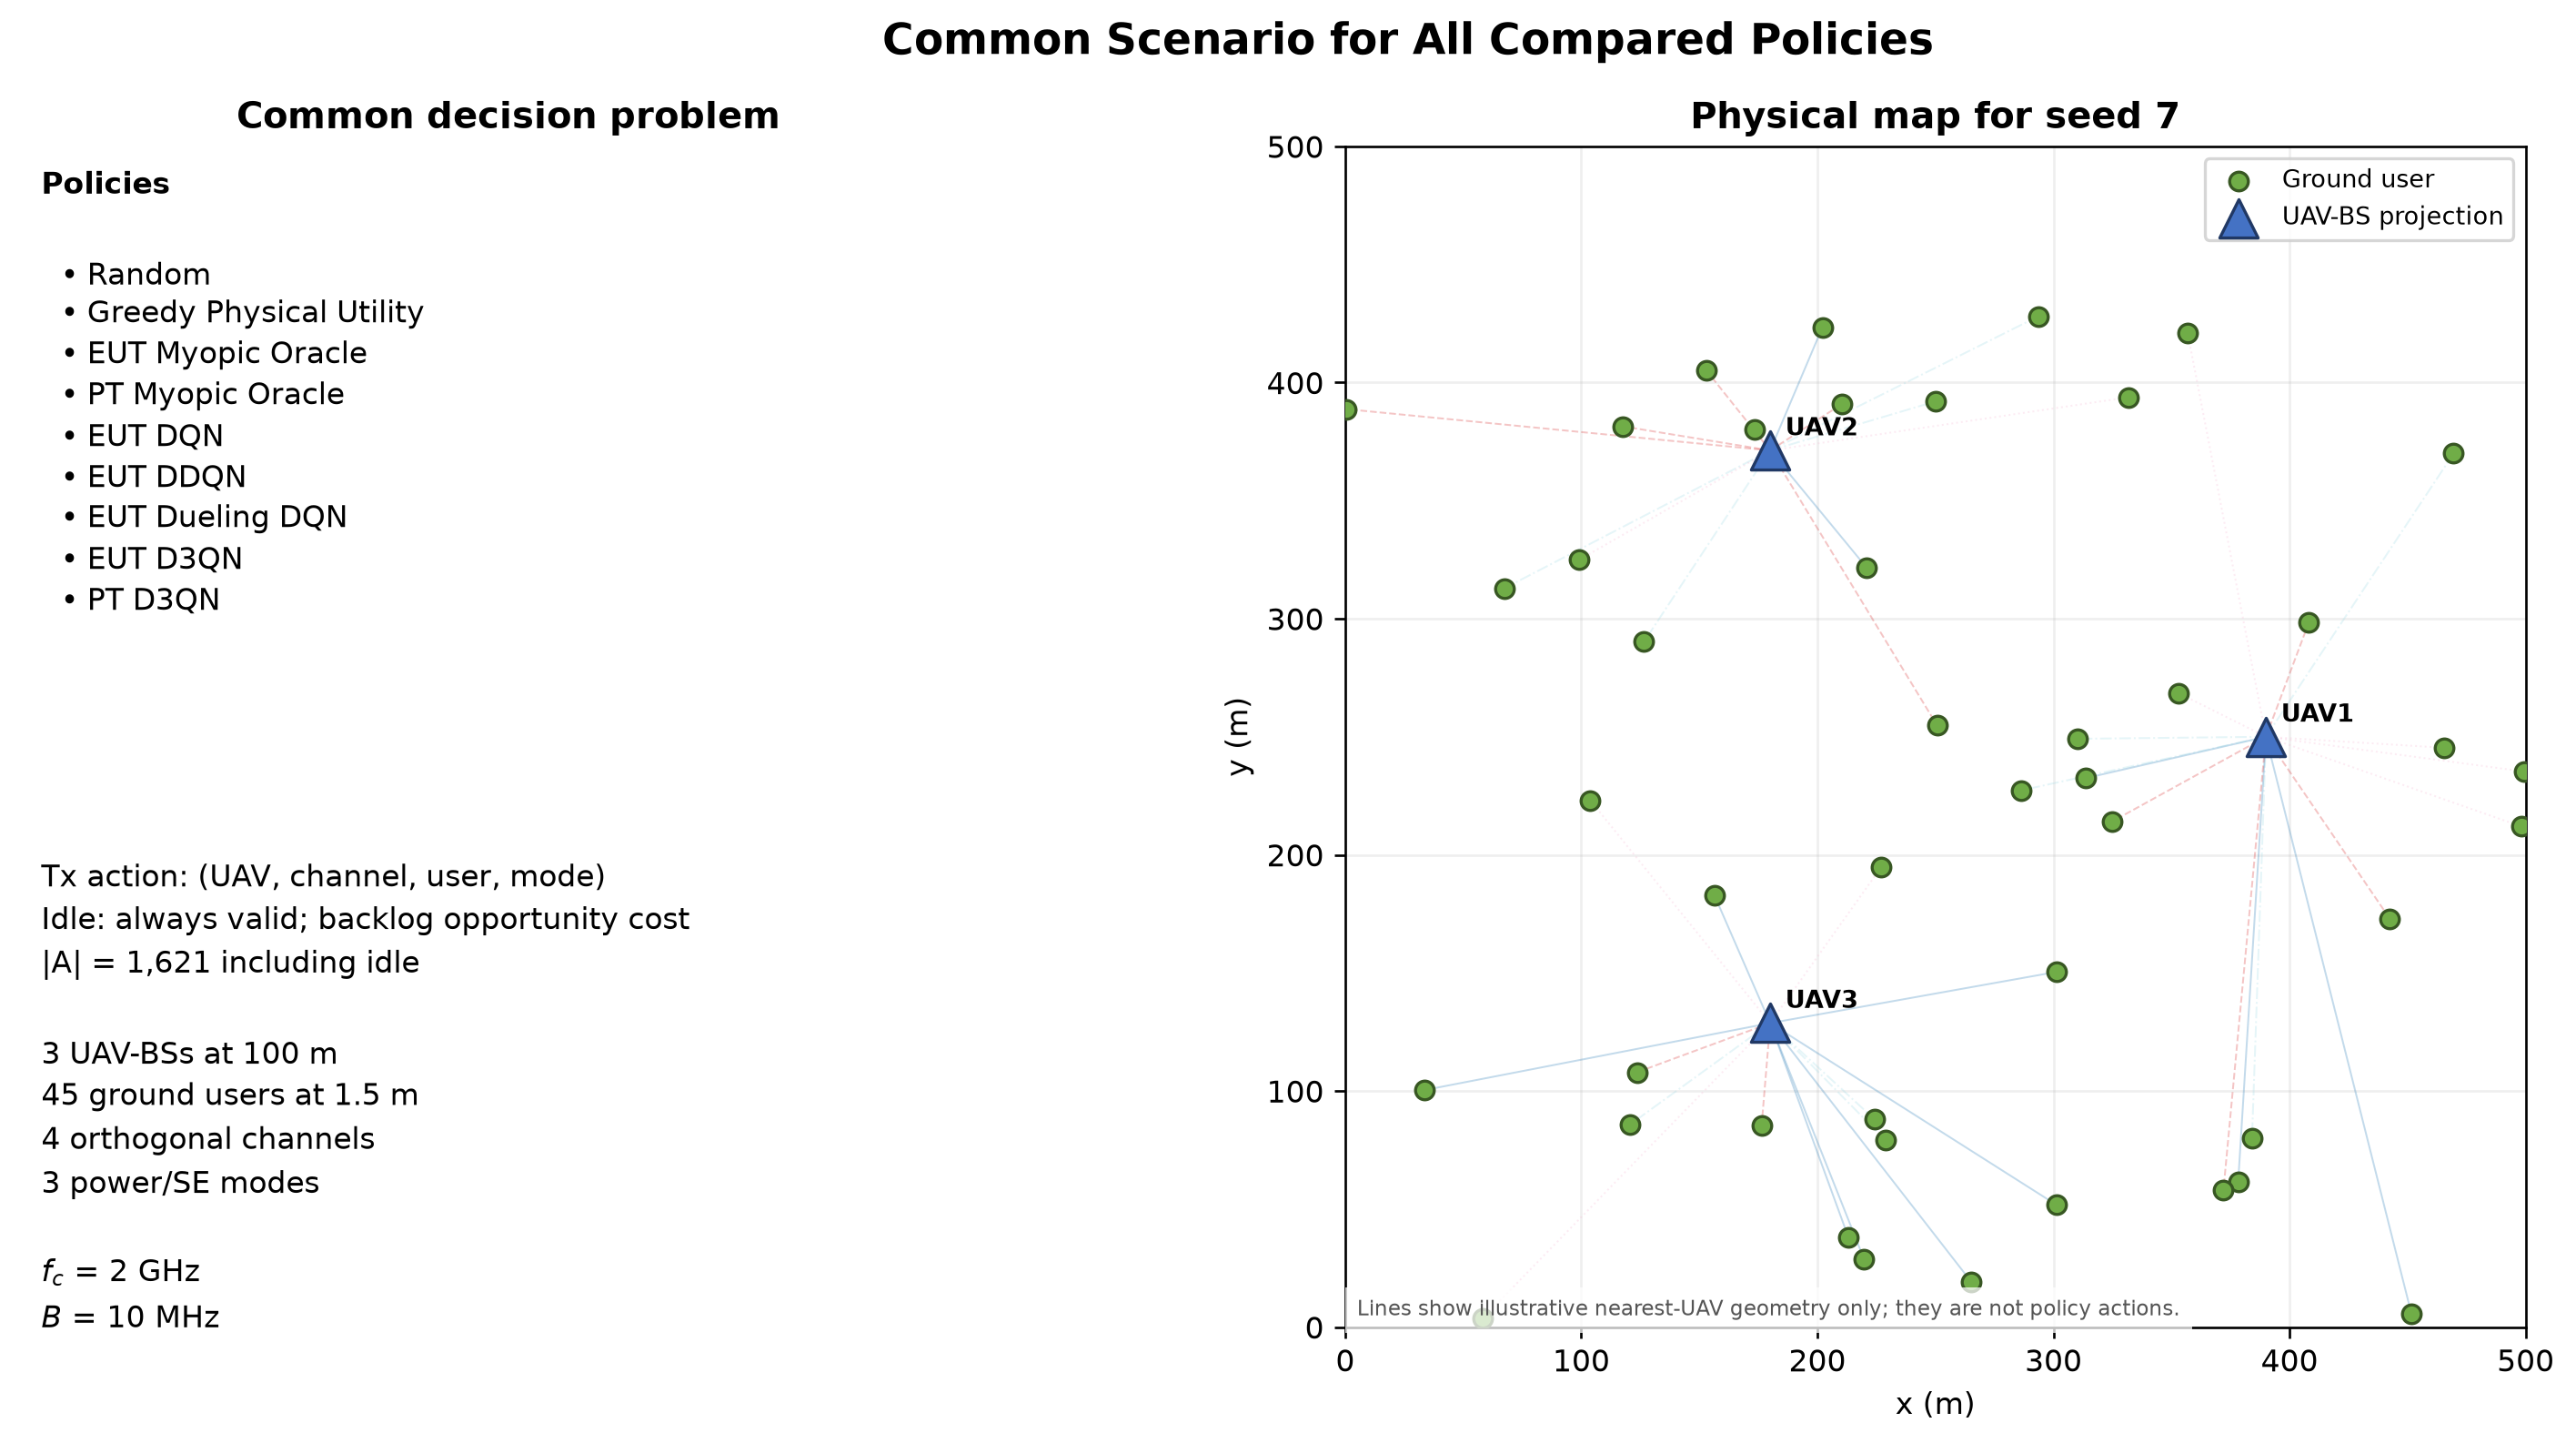 Common Scenario for All Compared Policies
Common decision problem
Policies
• Random
• Greedy Physical Utility
• EUT Myopic Oracle
• PT Myopic Oracle
• EUT DQN
• EUT DDQN
• EUT Dueling DQN
• EUT D3QN
• PT D3QN
Tx action: (UAV, channel, user, mode)
Idle: always valid; backlog opportunity cost
|A| = 1,621 including idle
3 UAV-BSs at 100 m
45 ground users at 1.5 m
4 orthogonal channels
3 power/SE modes
f_c = 2 GHz
B = 10 MHz
Physical map for seed 7
Ground user
UAV-BS projection
500
400
300
200
100
0
y (m)
UAV2
UAV1
UAV3
Lines show illustrative nearest-UAV geometry only; they are not policy actions.
0 100 200 300 400 500
x (m)